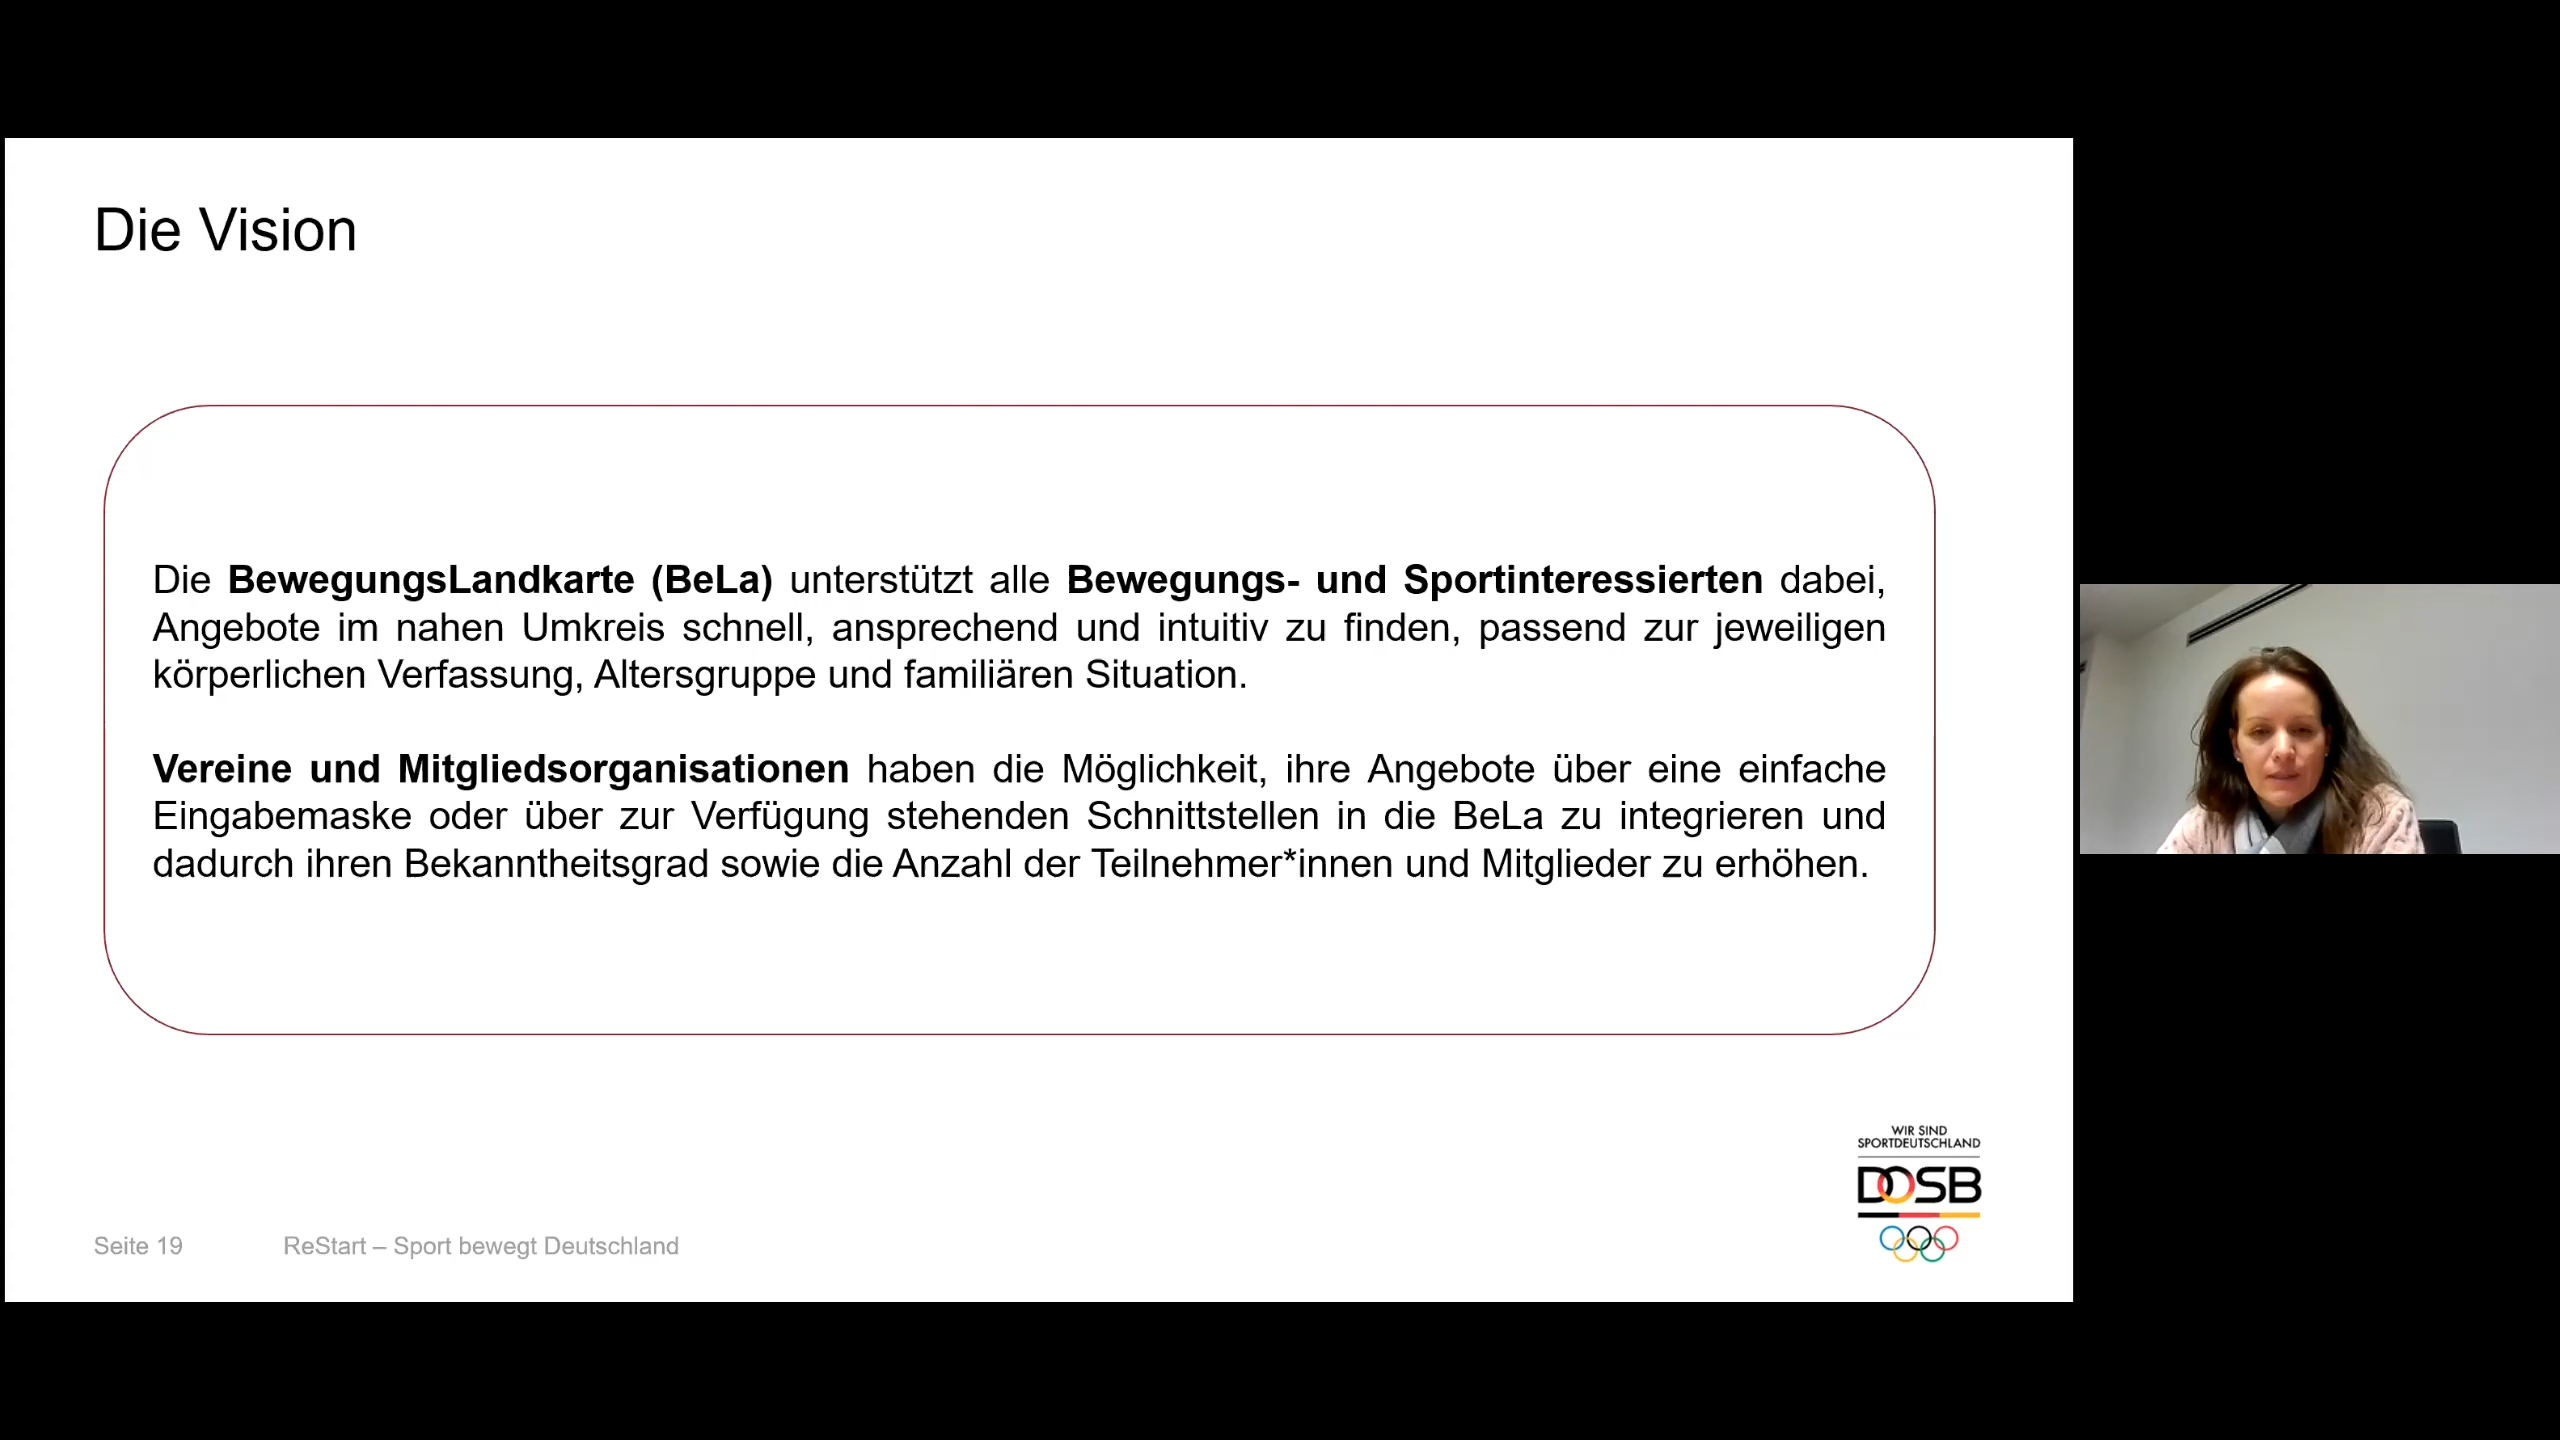 Die Vision
Die BewegungsLandkarte (BeLa) unterstützt alle Bewegungs- und Sportinteressierten dabei,
Angebote im nahen Umkreis schnell, ansprechend und intuitiv zu finden, passend zur jeweiligen
körperlichen Verfassung, Altersgruppe und familiären Situation.
Vereine und Mitgliedsorganisationen haben die Möglichkeit, ihre Angebote über eine einfache
Eingabemaske oder über zur Verfügung stehenden Schnittstellen in die BeLa zu integrieren und
dadurch ihren Bekanntheitsgrad sowie die Anzahl der Teilnehmer*innen und Mitglieder zu erhöhen.
WIR SIND
SPORTDEUTSCHLAND
DOSB
Seite 19 ReStart – Sport bewegt Deutschland